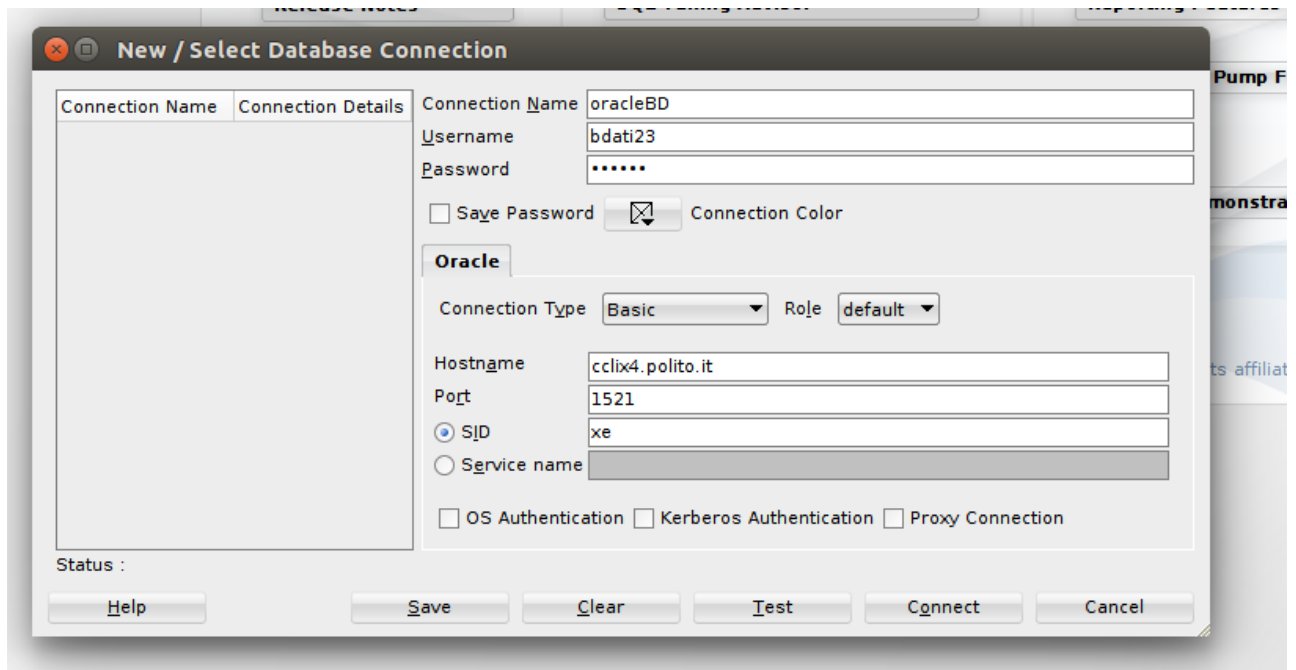 New / Select Database Connection
Pump F
Connection Name Connection Details
Connection Name oracleBD
Username bdati23
Password ••••••
Save Password Connection Color
monstra
Oracle
Connection Type Basic Role default
Hostname cclix4.polito.it
ts affiliat
Port 1521
SID xe
Service name
OS Authentication Kerberos Authentication Proxy Connection
Status :
Help Save Clear Test Connect Cancel